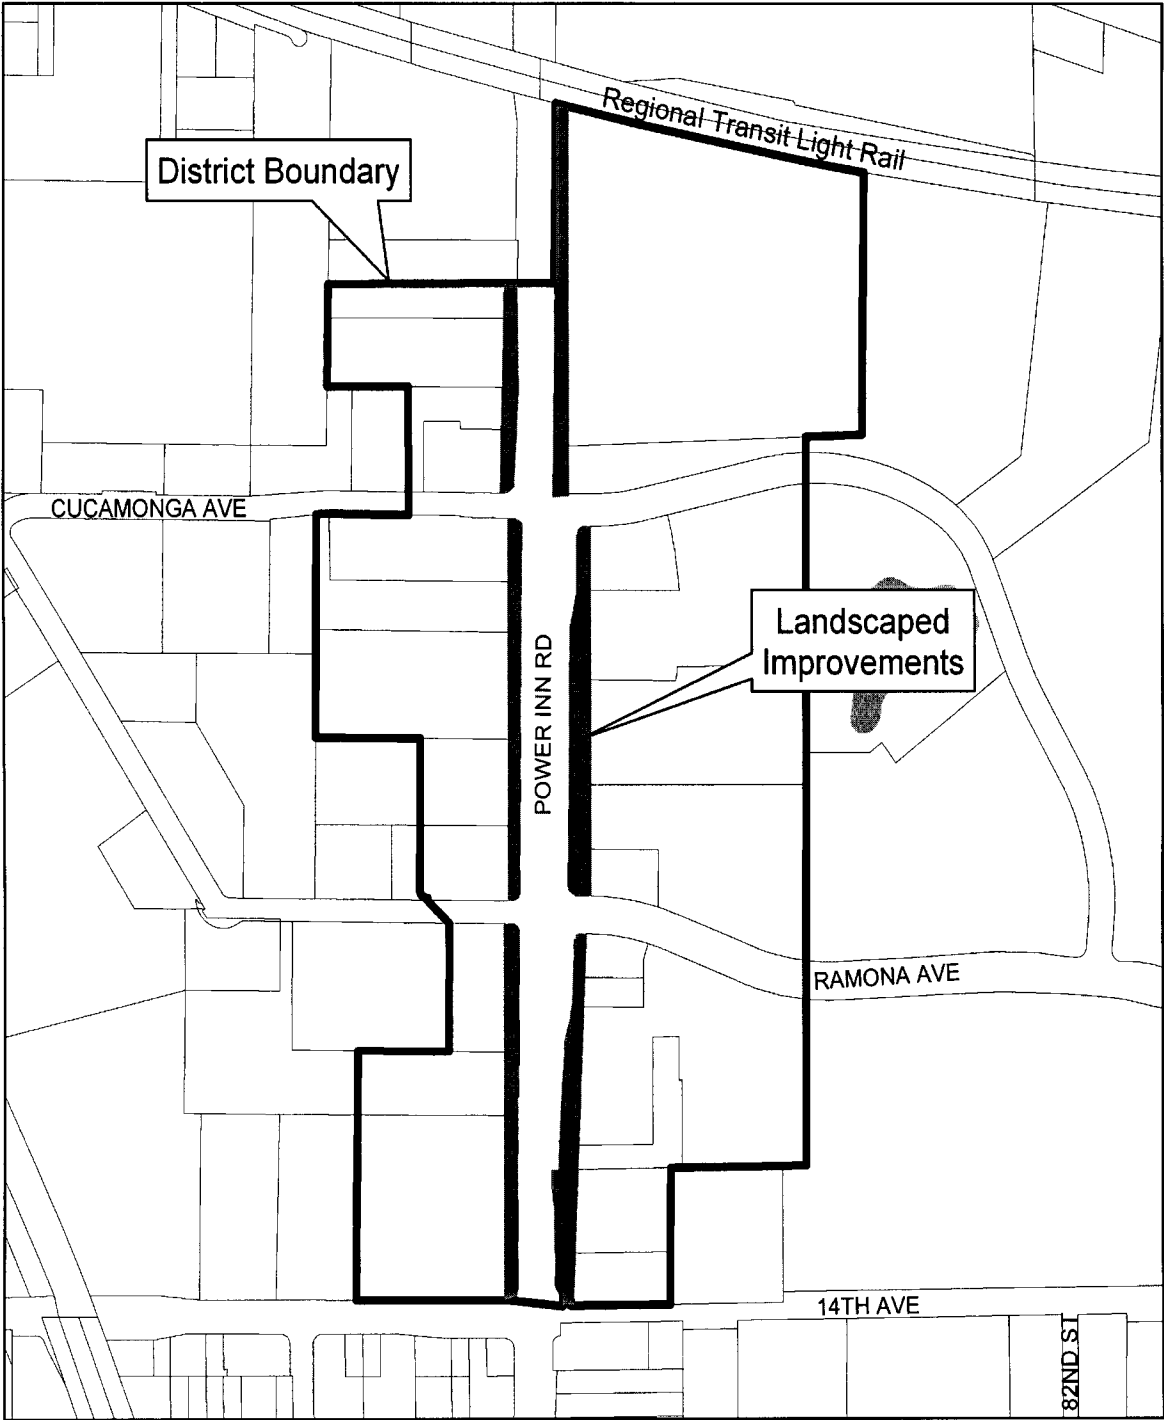 Regional Transit Light Rail
District Boundary
CUCAMONGA AVE
Landscaped
Improvements
POWER INN RD
RAMONA AVE
14TH AVE
82ND ST